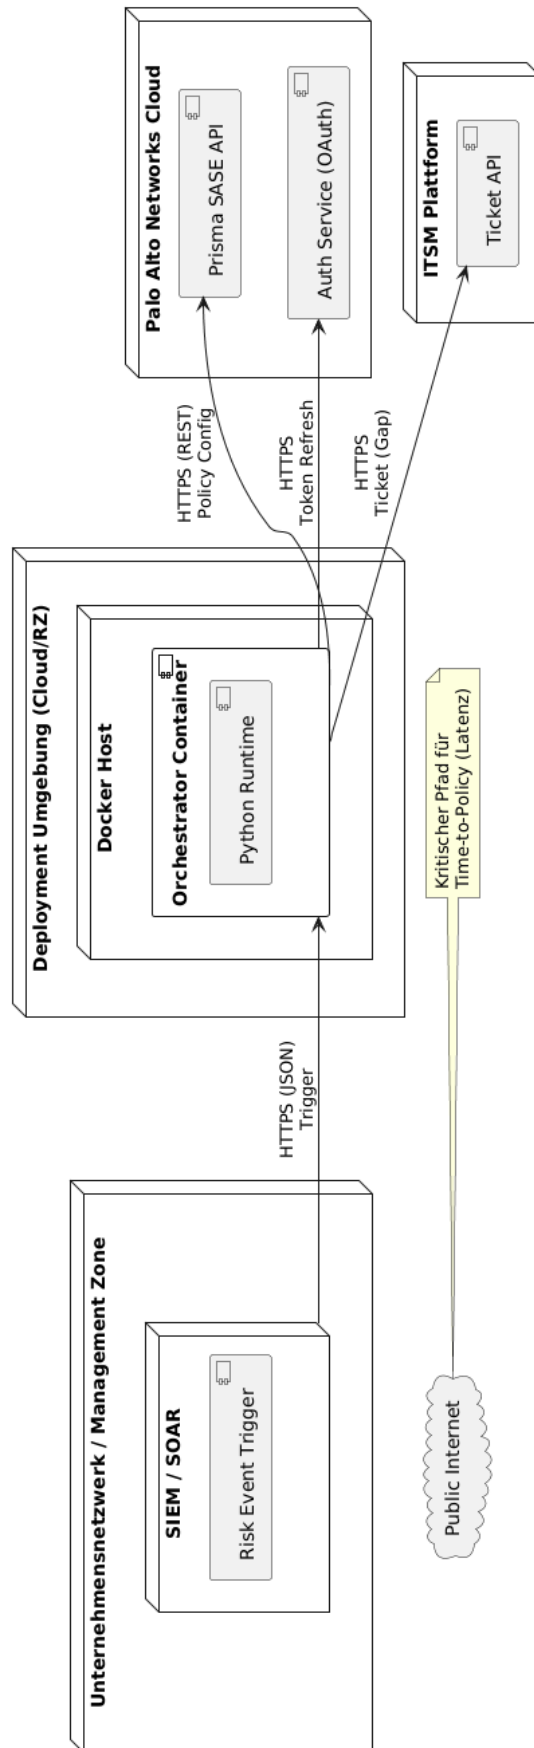 Unternehmensnetzwerk / Management Zone
SIEM / SOAR
Risk Event Trigger
HTTPS (JSON)
Trigger
Deployment Umgebung (Cloud/RZ)
Docker Host
Orchestrator Container
Python Runtime
HTTPS (REST)
Policy Config
HTTPS
Token Refresh
HTTPS
Ticket (Gap)
Palo Alto Networks Cloud
Prisma SASE API
Auth Service (OAuth)
ITSM Plattform
Ticket API
Public Internet
Kritischer Pfad für
Time-to-Policy (Latenz)